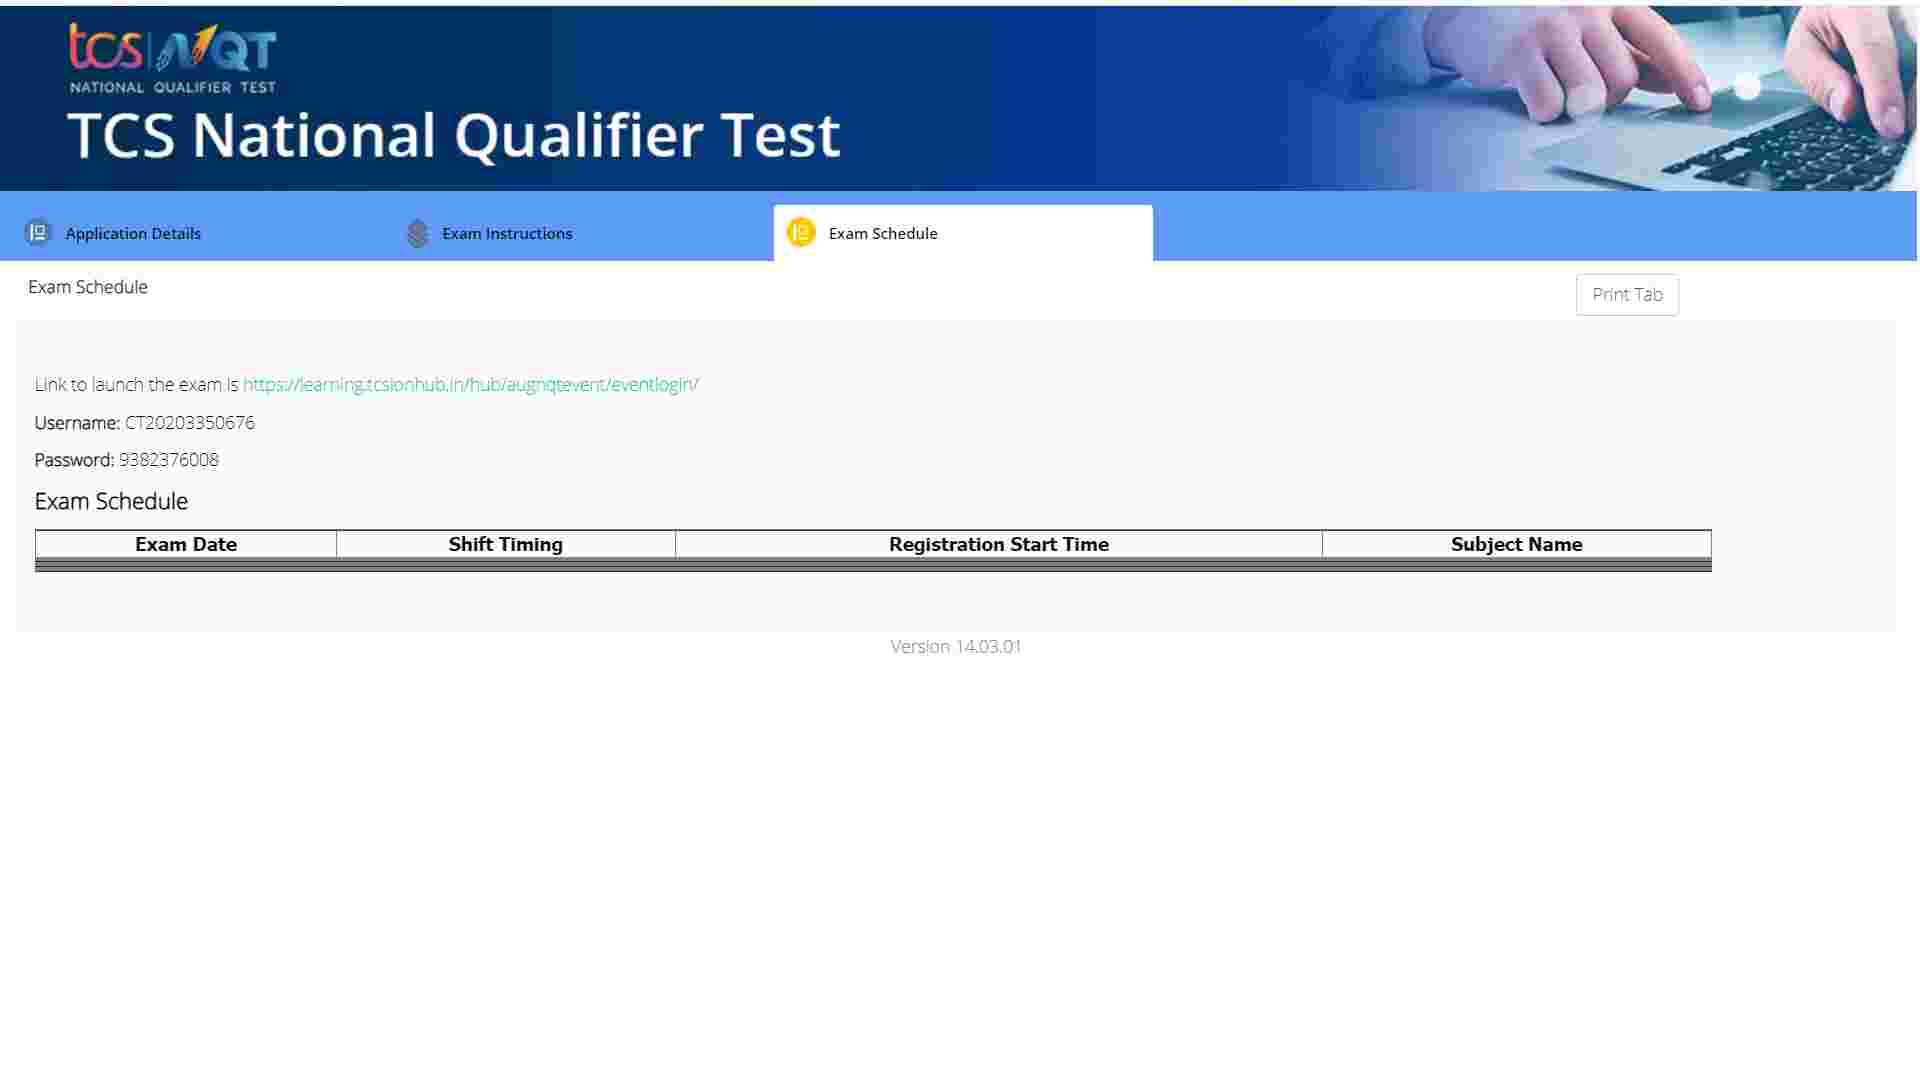 tcs | NQT
NATIONAL QUALIFIER TEST
TCS National Qualifier Test
Application Details
Exam Instructions
Exam Schedule
Exam Schedule
Print Tab
Link to launch the exam is https://learning.tcsionhub.in/hub/augnqtevent/eventlogin/
Username: CT20203350676
Password: 9382376008
Exam Schedule
Exam Date Shift Timing Registration Start Time Subject Name
Version 14.03.01